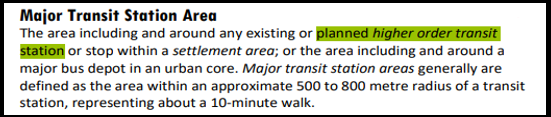 Major Transit Station Area
The area including and around any existing or planned higher order transit
station or stop within a settlement area; or the area including and around a
major bus depot in an urban core. Major transit station areas generally are
defined as the area within an approximate 500 to 800 metre radius of a transit
station, representing about a 10-minute walk.